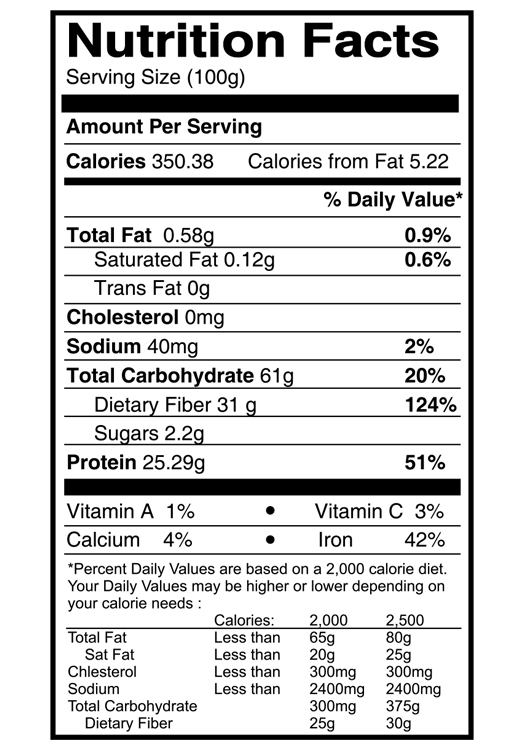 Nutrition Facts
Serving Size (100g)
Amount Per Serving
Calories 350.38 Calories from Fat 5.22
% Daily Value*
Total Fat 0.58g 0.9%
Saturated Fat 0.12g 0.6%
Trans Fat 0g
Cholesterol 0mg
Sodium 40mg 2%
Total Carbohydrate 61g 20%
Dietary Fiber 31 g 124%
Sugars 2.2g
Protein 25.29g 51%
Vitamin A 1% • Vitamin C 3%
Calcium 4% • Iron 42%
*Percent Daily Values are based on a 2,000 calorie diet.
Your Daily Values may be higher or lower depending on
your calorie needs :
Calories: 2,000 2,500
Total Fat Less than 65g 80g
Sat Fat Less than 20g 25g
Chlesterol Less than 300mg 300mg
Sodium Less than 2400mg 2400mg
Total Carbohydrate 300mg 375g
Dietary Fiber 25g 30g